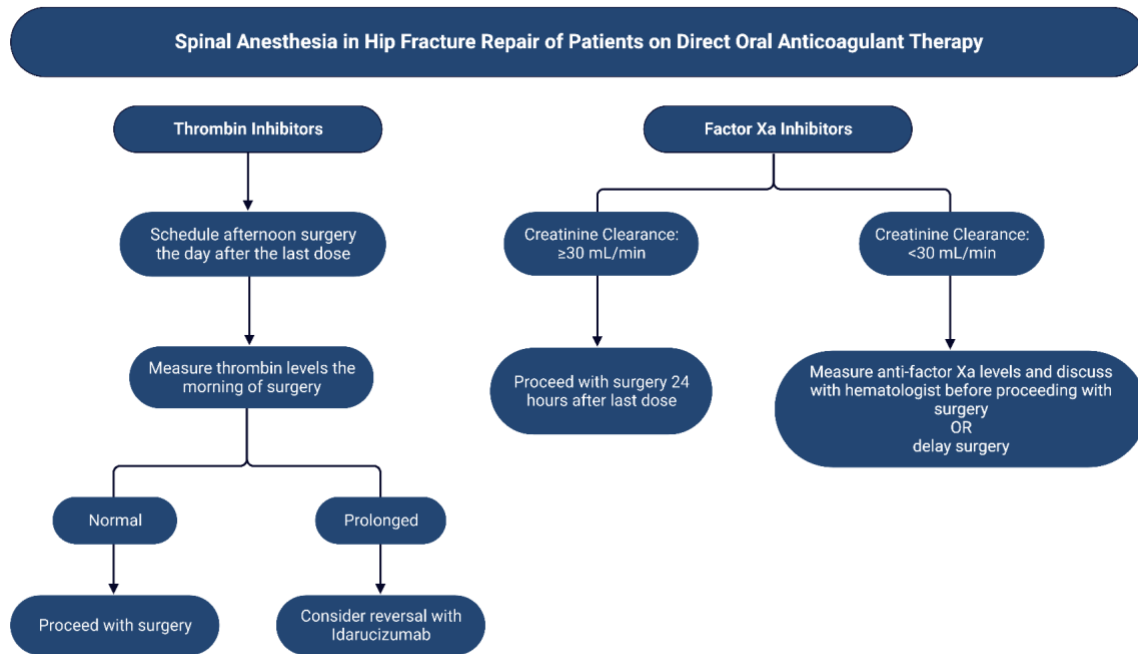 Spinal Anesthesia in Hip Fracture Repair of Patients on Direct Oral Anticoagulant Therapy
Thrombin Inhibitors
Schedule afternoon surgery
the day after the last dose
Measure thrombin levels the
morning of surgery
Normal
Prolonged
Proceed with surgery
Consider reversal with
Idarucizumab
Factor Xa Inhibitors
Creatinine Clearance:
≥30 mL/min
Creatinine Clearance:
<30 mL/min
Proceed with surgery 24
hours after last dose
Measure anti-factor Xa levels and discuss
with hematologist before proceeding with
surgery
OR
delay surgery